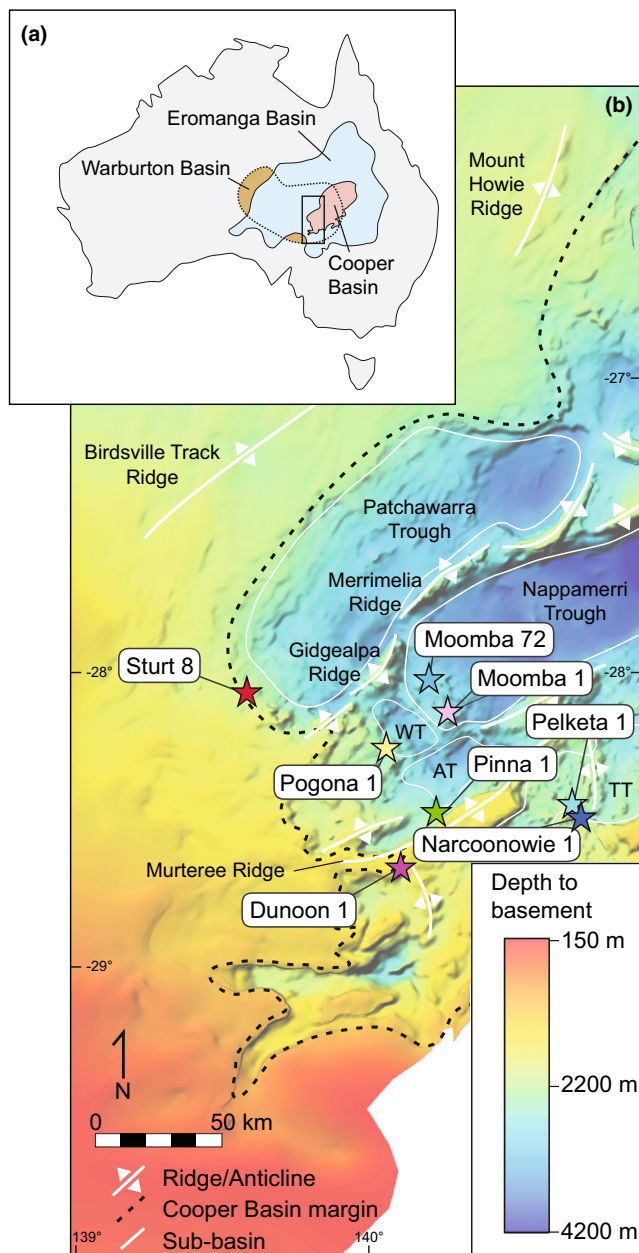 (a)
Eromanga Basin
Warburton Basin
Cooper
Basin
(b)
Mount
Howie
Ridge
-27°
Birdsville Track
Ridge
Patchawarra
Trough
Merrimelia
Ridge
Nappamerri
Trough
Gidgealpa
Ridge
Moomba 72
Sturt 8
-28°
-28°
Moomba 1
Pelketa 1
WT
AT
Pinna 1
TT
Pogona 1
Narcoonowie 1
Murteree Ridge
Dunoon 1
Depth to
basement
150 m
2200 m
4200 m
-29°
N
0
50 km
Ridge/Anticline
Cooper Basin margin
Sub-basin
139°
140°